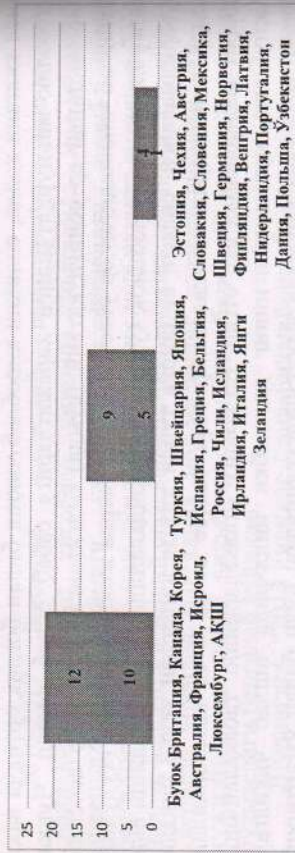 25
20
15
10
5
0
12
10
9
5
4
1
Буюк Британия, Канада, Корея,
Австралия, Франция, Исроил,
Люксембург, АҚШ
Туркия, Швейцария, Япония,
Испания, Греция, Бельгия,
Россия, Чили, Исландия,
Ирландия, Италия, Янги
Зеландия
Эстония, Чехия, Австрия,
Словакия, Словения, Мексика,
Швеция, Германия, Норвегия,
Финляндия, Венгрия, Латвия,
Нидерландия, Португалия,
Дания, Польша, Ўзбекистон